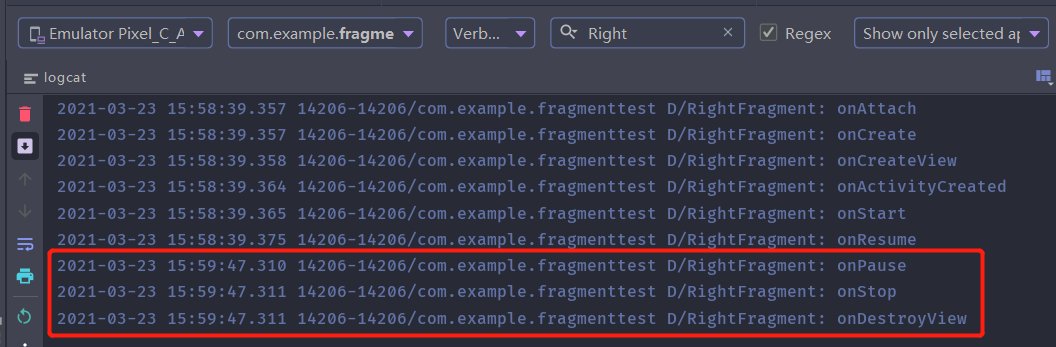 Emulator Pixel_C_A com.example.fragme Verb... Right × Regex Show only selected ap
logcat
2021-03-23 15:58:39.357 14206-14206/com.example.fragmenttest D/RightFragment: onAttach
2021-03-23 15:58:39.357 14206-14206/com.example.fragmenttest D/RightFragment: onCreate
2021-03-23 15:58:39.358 14206-14206/com.example.fragmenttest D/RightFragment: onCreateView
2021-03-23 15:58:39.364 14206-14206/com.example.fragmenttest D/RightFragment: onActivityCreated
2021-03-23 15:58:39.365 14206-14206/com.example.fragmenttest D/RightFragment: onStart
2021-03-23 15:58:39.375 14206-14206/com.example.fragmenttest D/RightFragment: onResume
2021-03-23 15:59:47.310 14206-14206/com.example.fragmenttest D/RightFragment: onPause
2021-03-23 15:59:47.311 14206-14206/com.example.fragmenttest D/RightFragment: onStop
2021-03-23 15:59:47.311 14206-14206/com.example.fragmenttest D/RightFragment: onDestroyView